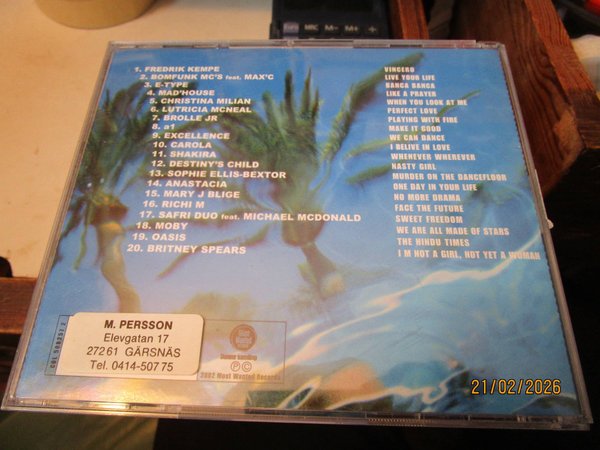 MRC M- M+
1. FREDRIK KEMPE VINCERO
2. BOMFUNK MC'S feat. MAX'C LIVE YOUR LIFE
3. E-TYPE BANGA BANGA
4. MAD'HOUSE LIKE A PRAYER
5. CHRISTINA MILIAN WHEN YOU LOOK AT ME
6. LUTRICIA MCNEAL PERFECT LOVE
7. BROLLE JR PLAYING WITH FIRE
8. a1 MAKE IT GOOD
9. EXCELLENCE WE CAN DANCE
10. CAROLA I BELIVE IN LOVE
11. SHAKIRA WHENEVER WHEREVER
12. DESTINY'S CHILD NASTY GIRL
13. SOPHIE ELLIS-BEXTOR MURDER ON THE DANCEFLOOR
14. ANASTACIA ONE DAY IN YOUR LIFE
15. MARY J BLIGE NO MORE DRAMA
16. RICHI M FACE THE FUTURE
17. SAFRI DUO feat. MICHAEL MCDONALD SWEET FREEDOM
18. MOBY WE ARE ALL MADE OF STARS
19. OASIS THE HINDU TIMES
20. BRITNEY SPEARS I'M NOT A GIRL, NOT YET A WOMAN
M. PERSSON
Elevgatan 17
272 61 GÄRSNÄS
Tel. 0414-507 75
2002 Most Wanted Records
21/02/2026